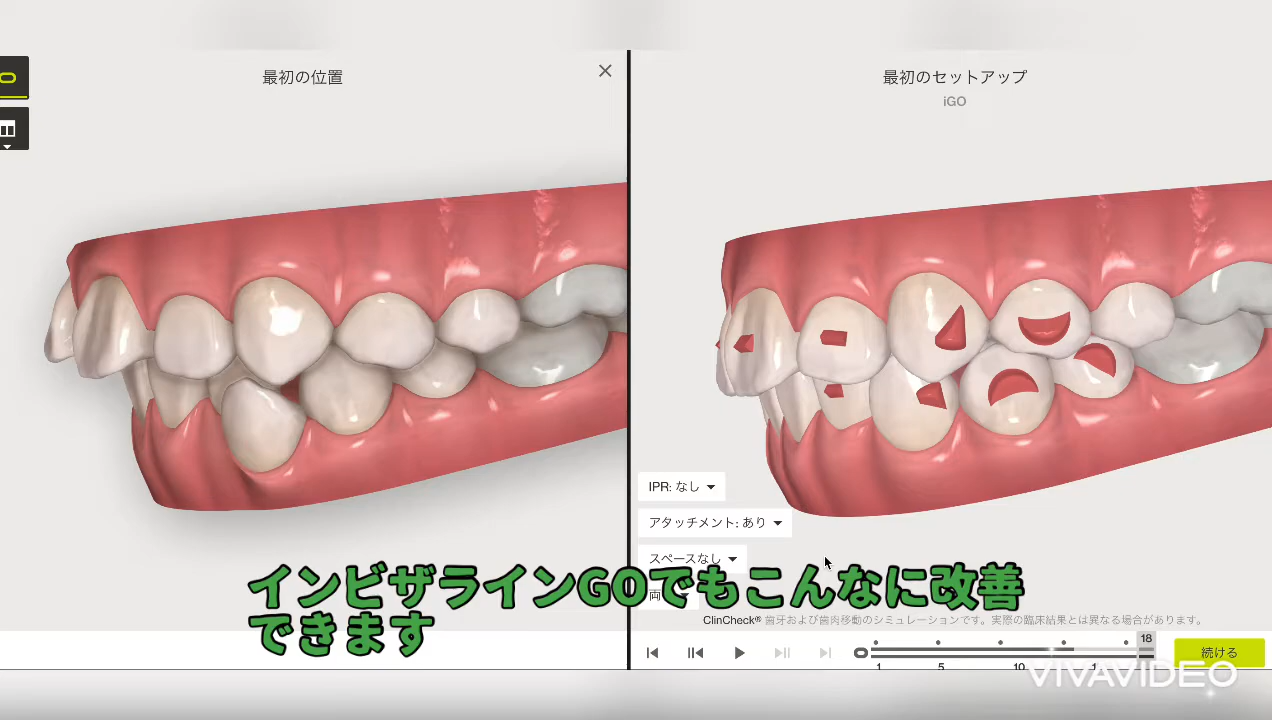 最初の位置
最初のセットアップ
iGO
IPR: なし
アタッチメント: あり
スペースなし
両
インビザラインGOでもこんなに改善
できます
ClinCheck® 歯牙および歯肉移動のシミュレーションです。実際の臨床結果とは異なる場合があります。
18
続ける
1
5
10
VIVAVIDEO